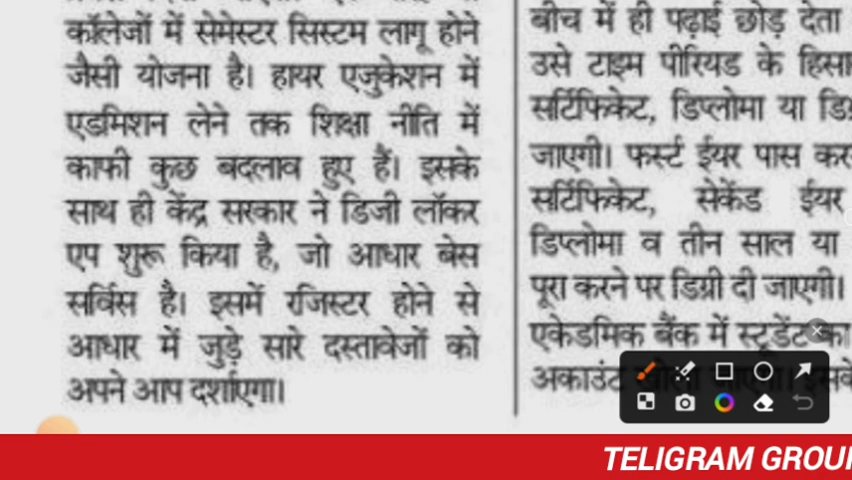 कॉलेजों में सेमेस्टर सिस्टम लागू होने
जैसी योजना है। हायर एजुकेशन में
एडमिशन लेने तक शिक्षा नीति में
काफी कुछ बदलाव हुए हैं। इसके
साथ ही केंद्र सरकार ने डिजी लॉकर
एप शुरू किया है, जो आधार बेस
सर्विस है। इसमें रजिस्टर होने से
आधार में जुड़े सारे दस्तावेजों को
अपने आप दर्शाएगा।
बीच में ही पढ़ाई छोड़ देता
उसे टाइम पीरियड के हिसा
सर्टिफिकेट, डिप्लोमा या डि
जाएगी। फर्स्ट ईयर पास कर
सर्टिफिकेट, सेकेंड ईयर
डिप्लोमा व तीन साल या
पूरा करने पर डिग्री दी जाएगी।
एकेडमिक बैंक में स्टूडेंट का
अकाउंट
TELIGRAM GROU